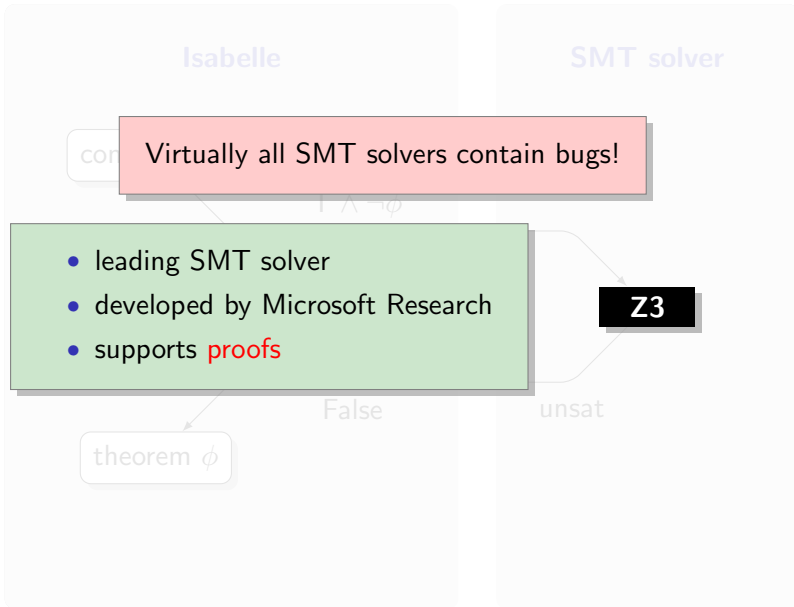 Isabelle
SMT solver
Virtually all SMT solvers contain bugs!
∧ ¬ϕ
• leading SMT solver
• developed by Microsoft Research
• supports proofs
Z3
False
unsat
theorem ϕ